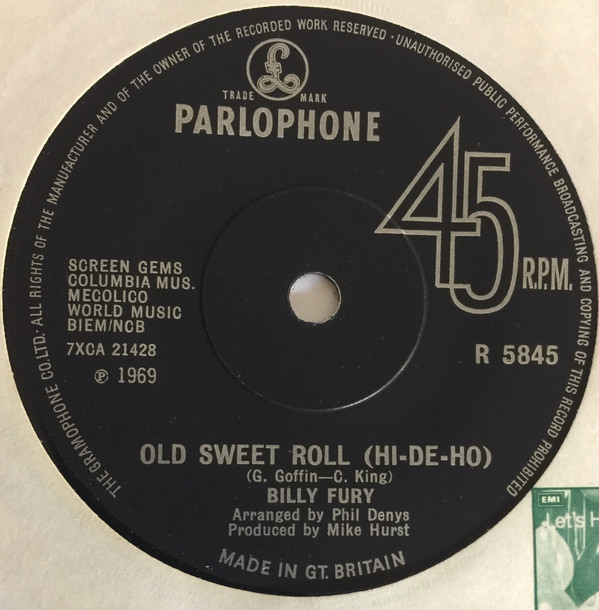 THE GRAMOPHONE CO.LTD. · ALL RIGHTS OF THE MANUFACTURER AND OF THE OWNER OF THE RECORDED WORK RESERVED · UNAUTHORISED PUBLIC PERFORMANCE BROADCASTING AND COPYING OF THIS RECORD PROHIBITED
£
TRADE MARK
PARLOPHONE
45
R.P.M.
SCREEN GEMS
COLUMBIA MUS.
MECOLICO
WORLD MUSIC
BIEM/NCB
7XCA 21428
℗ 1969
R 5845
OLD SWEET ROLL (HI-DE-HO)
(G. Goffin—C. King)
BILLY FURY
Arranged by Phil Denys
Produced by Mike Hurst
MADE IN GT. BRITAIN
EMI
Let's H